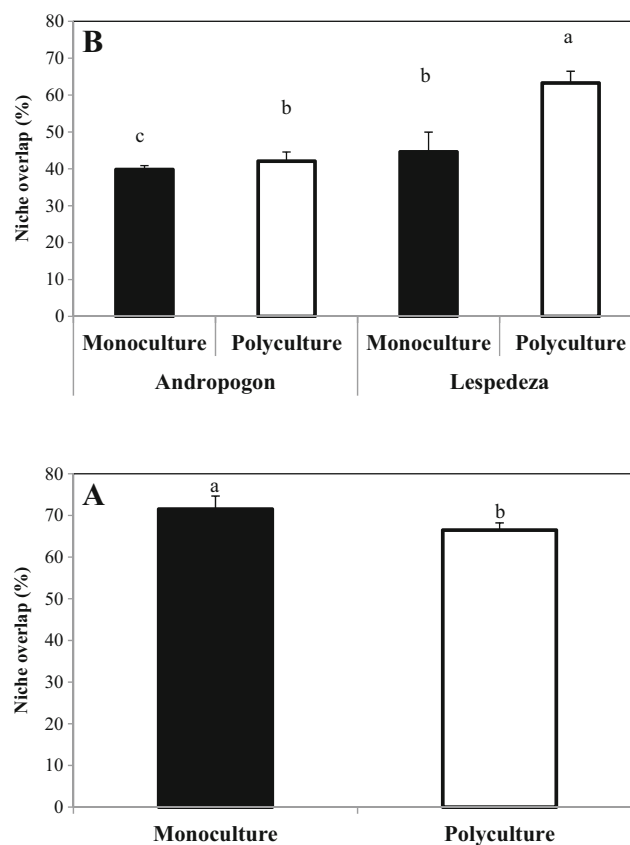 B
Niche overlap (%)
80
70
60
50
40
30
20
10
0
c
b
b
a
Monoculture Polyculture Monoculture Polyculture
Andropogon Lespedeza
A
Niche overlap (%)
80
70
60
50
40
30
20
10
0
a
b
Monoculture Polyculture